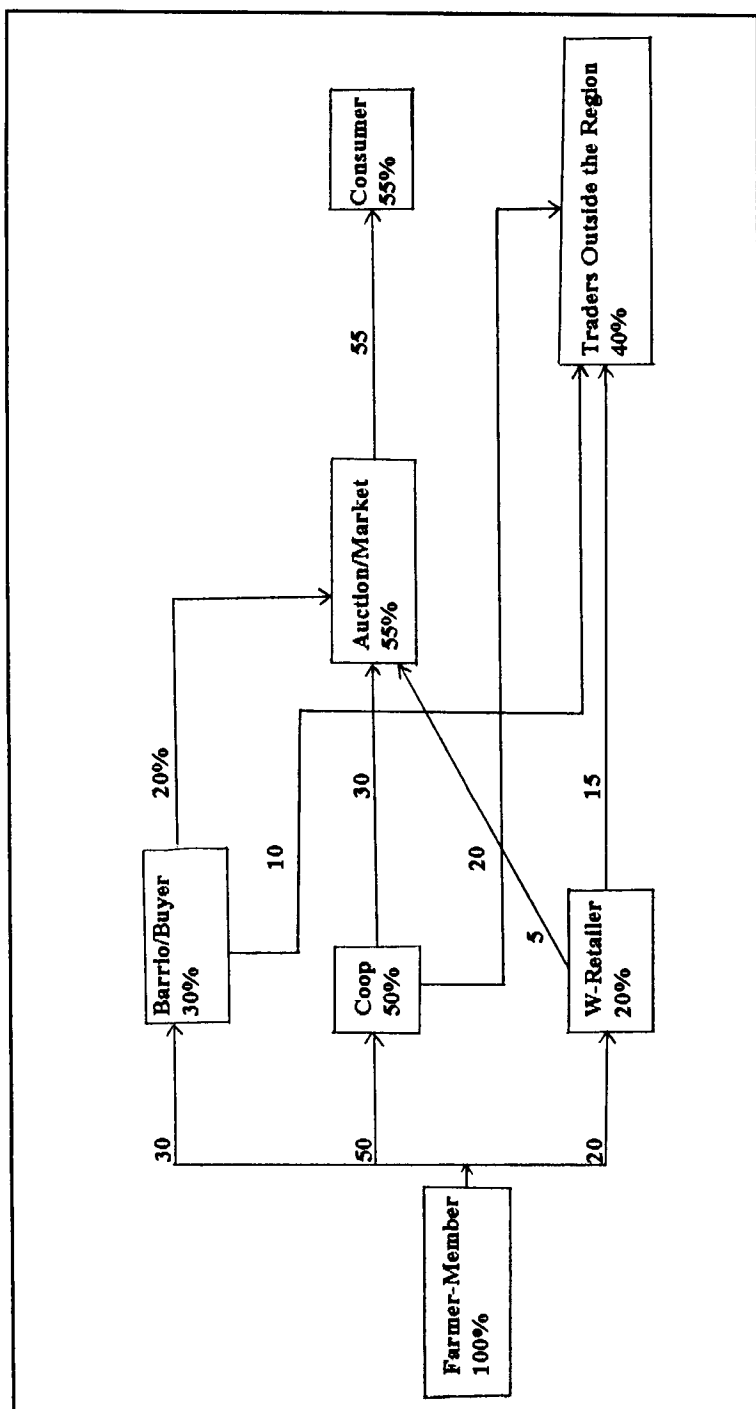 Farmer-Member
100%
30
50
20
Barrio/Buyer
30%
Coop
50%
W-Retailer
20%
20%
10
30
20
5
15
Auction/Market
55%
55
Consumer
55%
Traders Outside the Region
40%